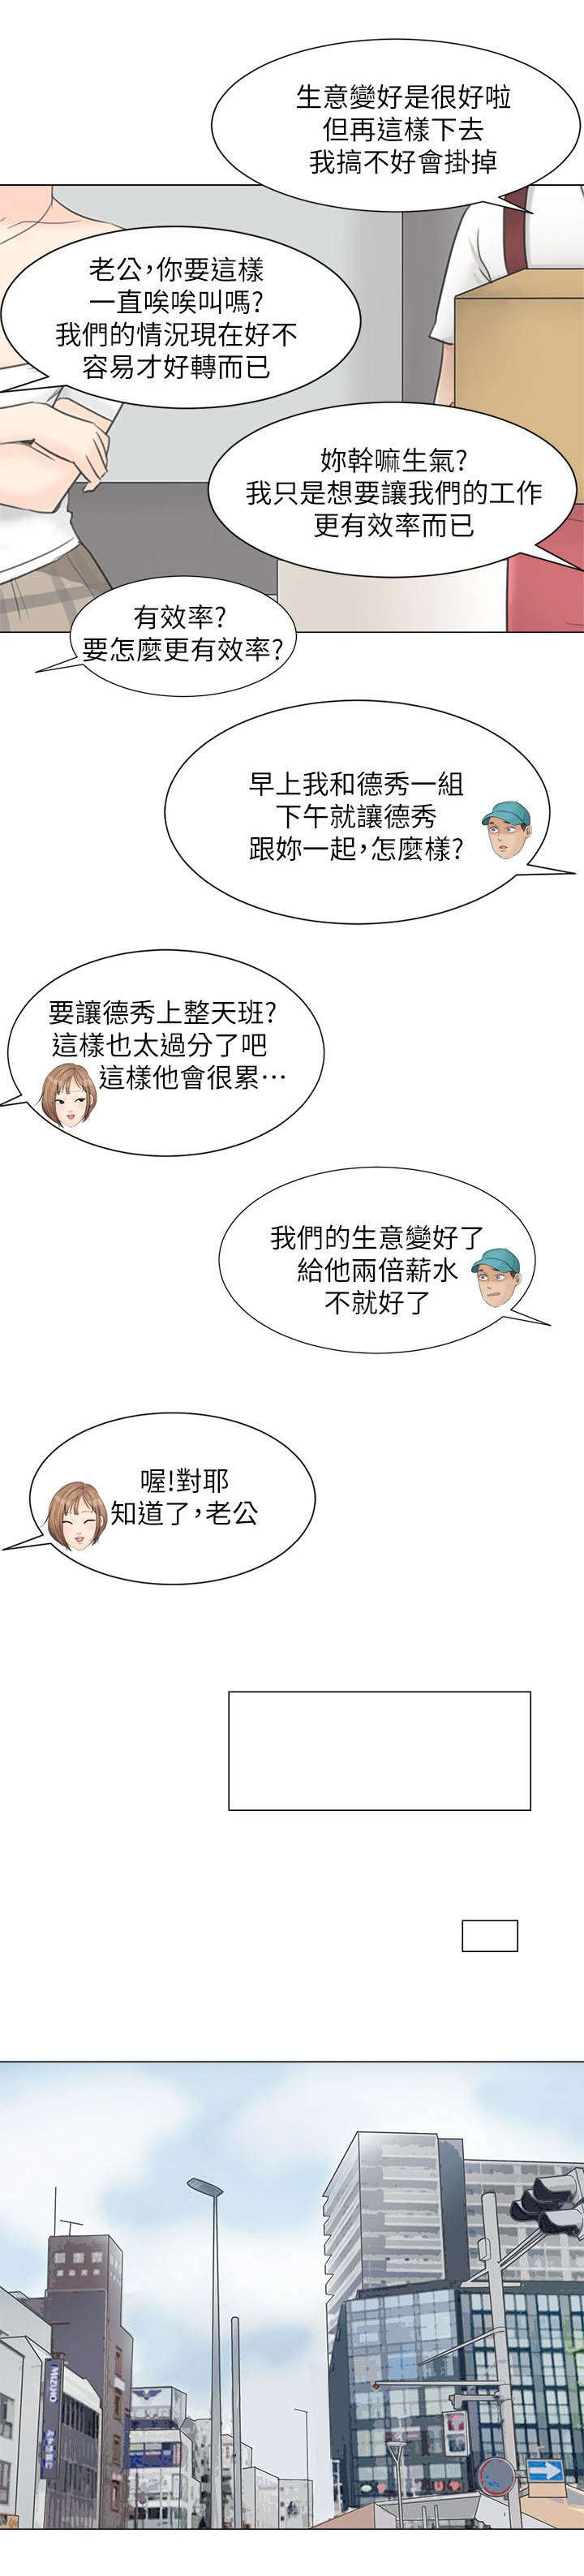 生意變好是很好啦
但再這樣下去
我搞不好會掛掉
老公，你要這樣
一直唉唉叫嗎？
我們的情況現在好不
容易才好轉而已
妳幹嘛生氣？
我只是想要讓我們的工作
更有效率而已
有效率？
要怎麼更有效率？
早上我和德秀一組
下午就讓德秀
跟妳一起，怎麼樣？
要讓德秀上整天班？
這樣也太過分了吧
這樣他會很累⋯
我們的生意變好了
給他兩倍薪水
不就好了
喔！對耶
知道了，老公
MIZUHO